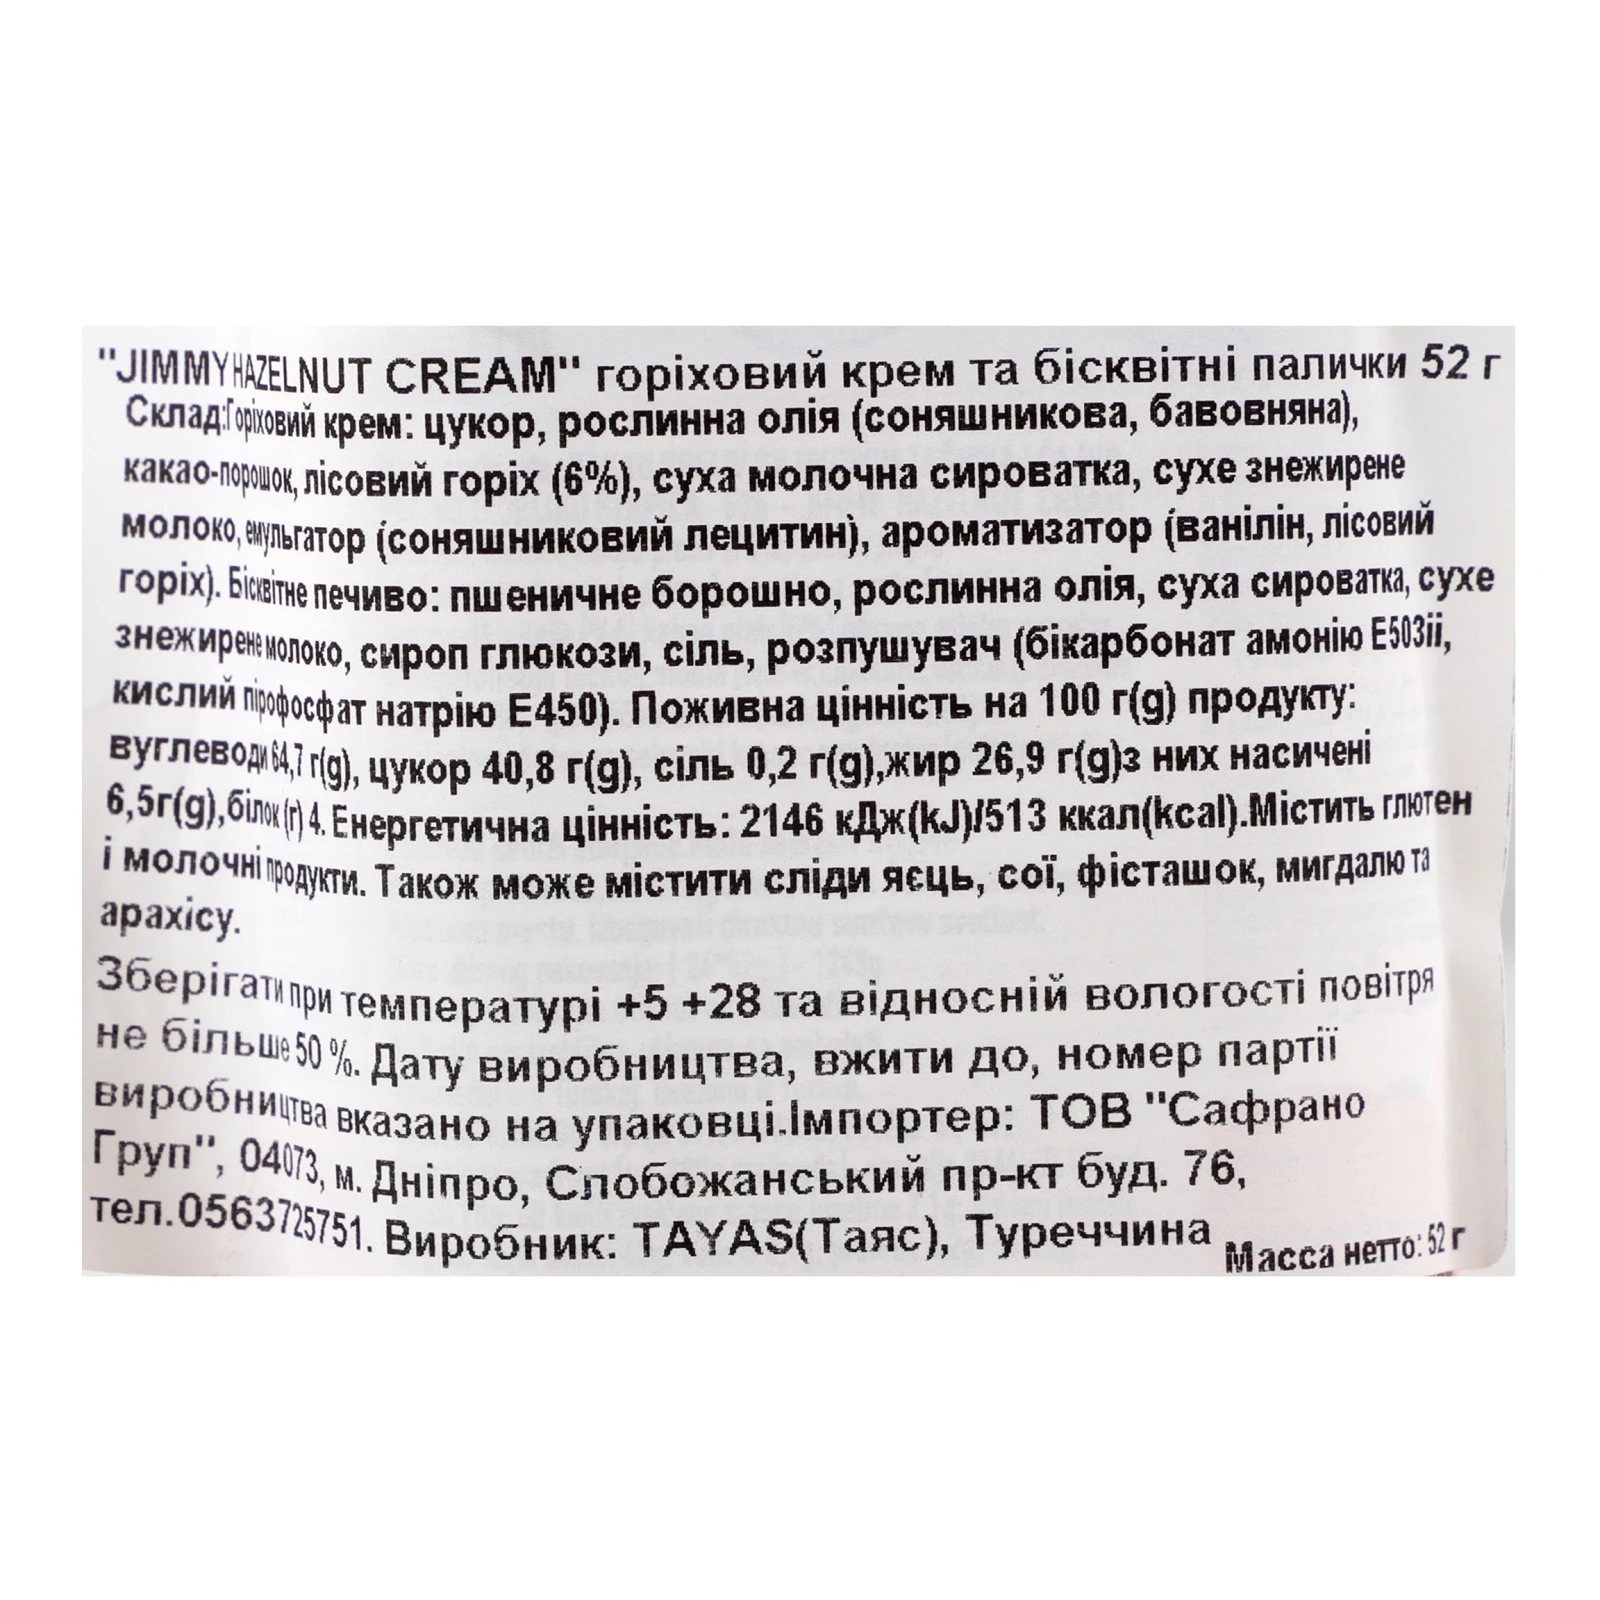 "JIMMY HAZELNUT CREAM" горіховий крем та бісквітні палички 52 г
Склад:Горіховий крем: цукор, рослинна олія (соняшникова, бавовняна),
какао-порошок, лісовий горіх (6%), суха молочна сироватка, сухе знежирене
молоко, емульгатор (соняшниковий лецитин), ароматизатор (ванілін, лісовий
горіх). Бісквітне печиво: пшеничне борошно, рослинна олія, суха сироватка, сухе
знежирене молоко, сироп глюкози, сіль, розпушувач (бікарбонат амонію Е503іі,
кислий пірофосфат натрію Е450). Поживна цінність на 100 г(g) продукту:
вуглеводи 64,7 г(g), цукор 40,8 г(g), сіль 0,2 г(g),жир 26,9 г(g)з них насичені
6,5г(g),білок (г) 4. Енергетична цінність: 2146 кДж(kJ)/513 ккал(kcal).Містить глютен
і молочні продукти. Також може містити сліди яєць, сої, фісташок, мигдалю та
арахісу.
Зберігати при температурі +5 +28 та відносній вологості повітря
не більше 50 %. Дату виробництва, вжити до, номер партії
виробництва вказано на упаковці.Імпортер: ТОВ "Сафрано
Груп", 04073, м. Дніпро, Слобожанський пр-кт буд. 76,
тел.0563725751. Виробник: TAYAS(Таяс), Туреччина
Масса нетто: 52 г